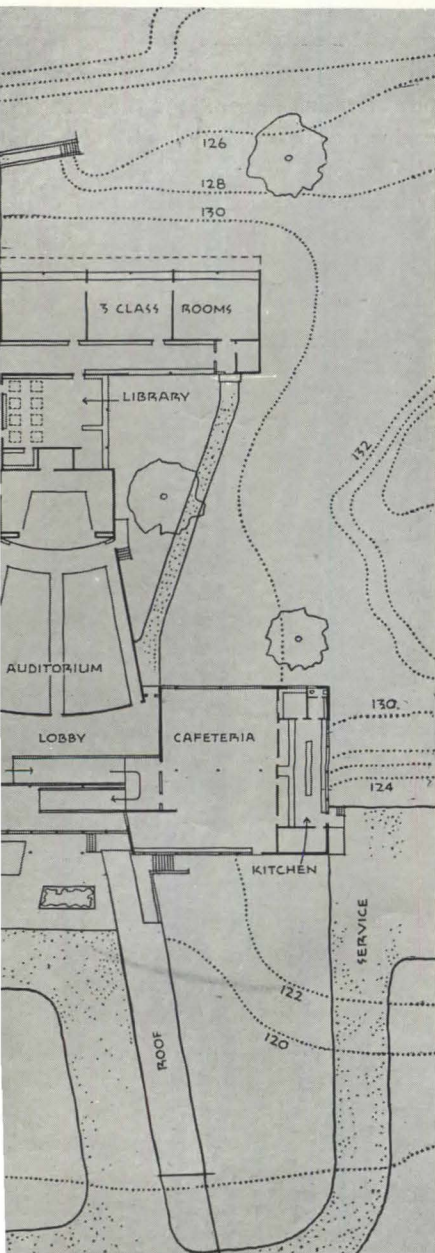 126
128
130
3 CLASS ROOMS
LIBRARY
132
AUDITORIUM
130
LOBBY
CAFETERIA
124
KITCHEN
SERVICE
122
120
ROOF